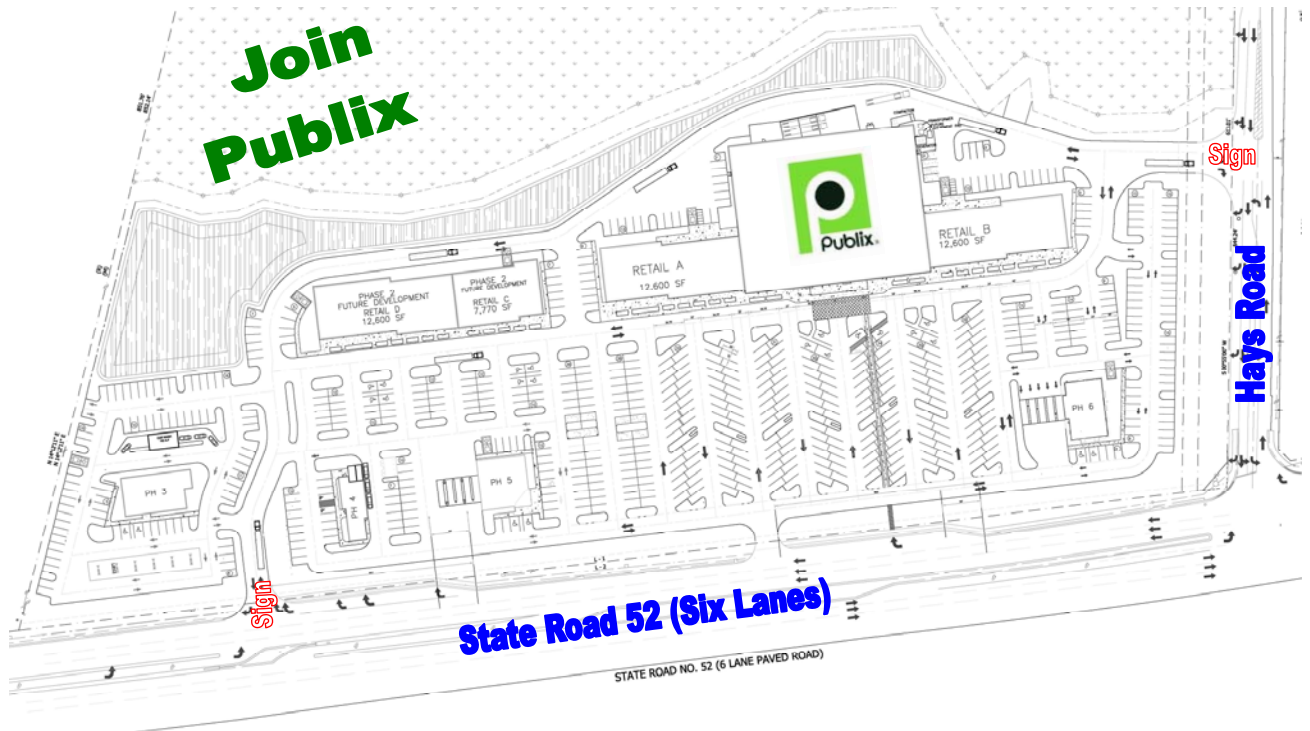 Join
Publix
Sign
Publix.
RETAIL B
12,600 SF
RETAIL A
12,600 SF
PHASE 2
FUTURE DEVELOPMENT
RETAIL D
12,600 SF
PHASE 2
FUTURE DEVELOPMENT
RETAIL C
7,770 SF
Hays Road
PH 6
PH 3
PH 4
PH 5
L-1
L-2
Sign
State Road 52 (Six Lanes)
STATE ROAD NO. 52 (6 LANE PAVED ROAD)